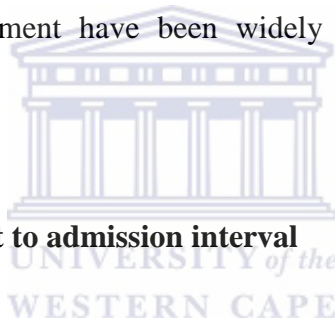 ment have been widely
t to admission interval
UNIVERSITY of the
WESTERN CAPE